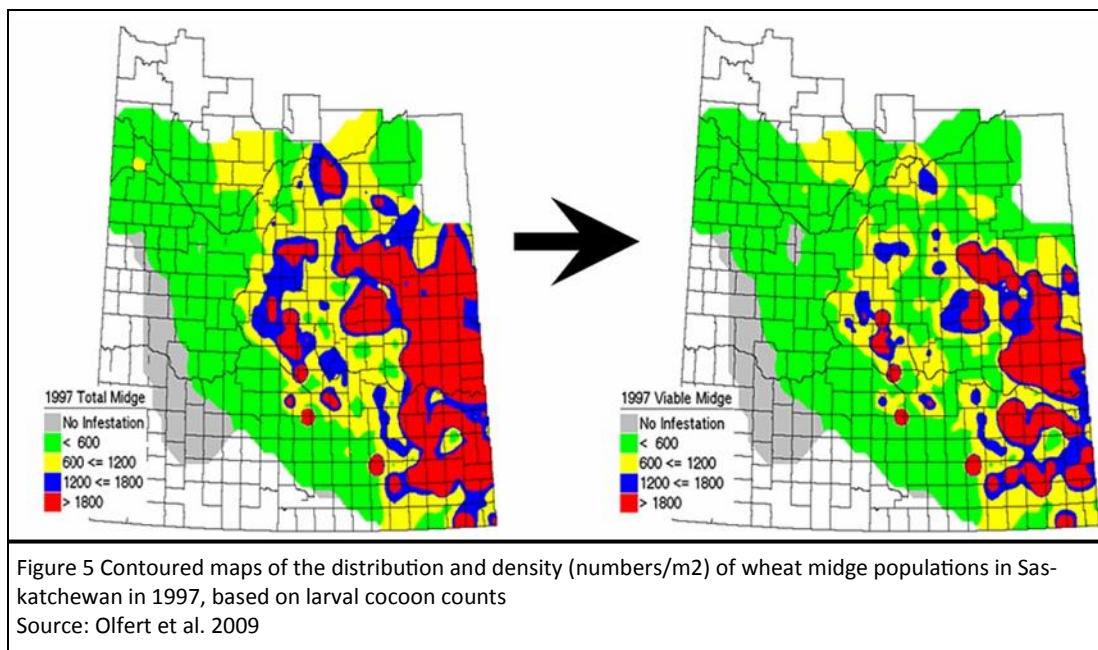 1997 Total Midge
No Infestation
< 600
600 <= 1200
1200 <= 1800
> 1800
1997 Viable Midge
No Infestation
< 600
600 <= 1200
1200 <= 1800
> 1800
Figure 5 Contoured maps of the distribution and density (numbers/m2) of wheat midge populations in Sas-
katchewan in 1997, based on larval cocoon counts
Source: Olfert et al. 2009